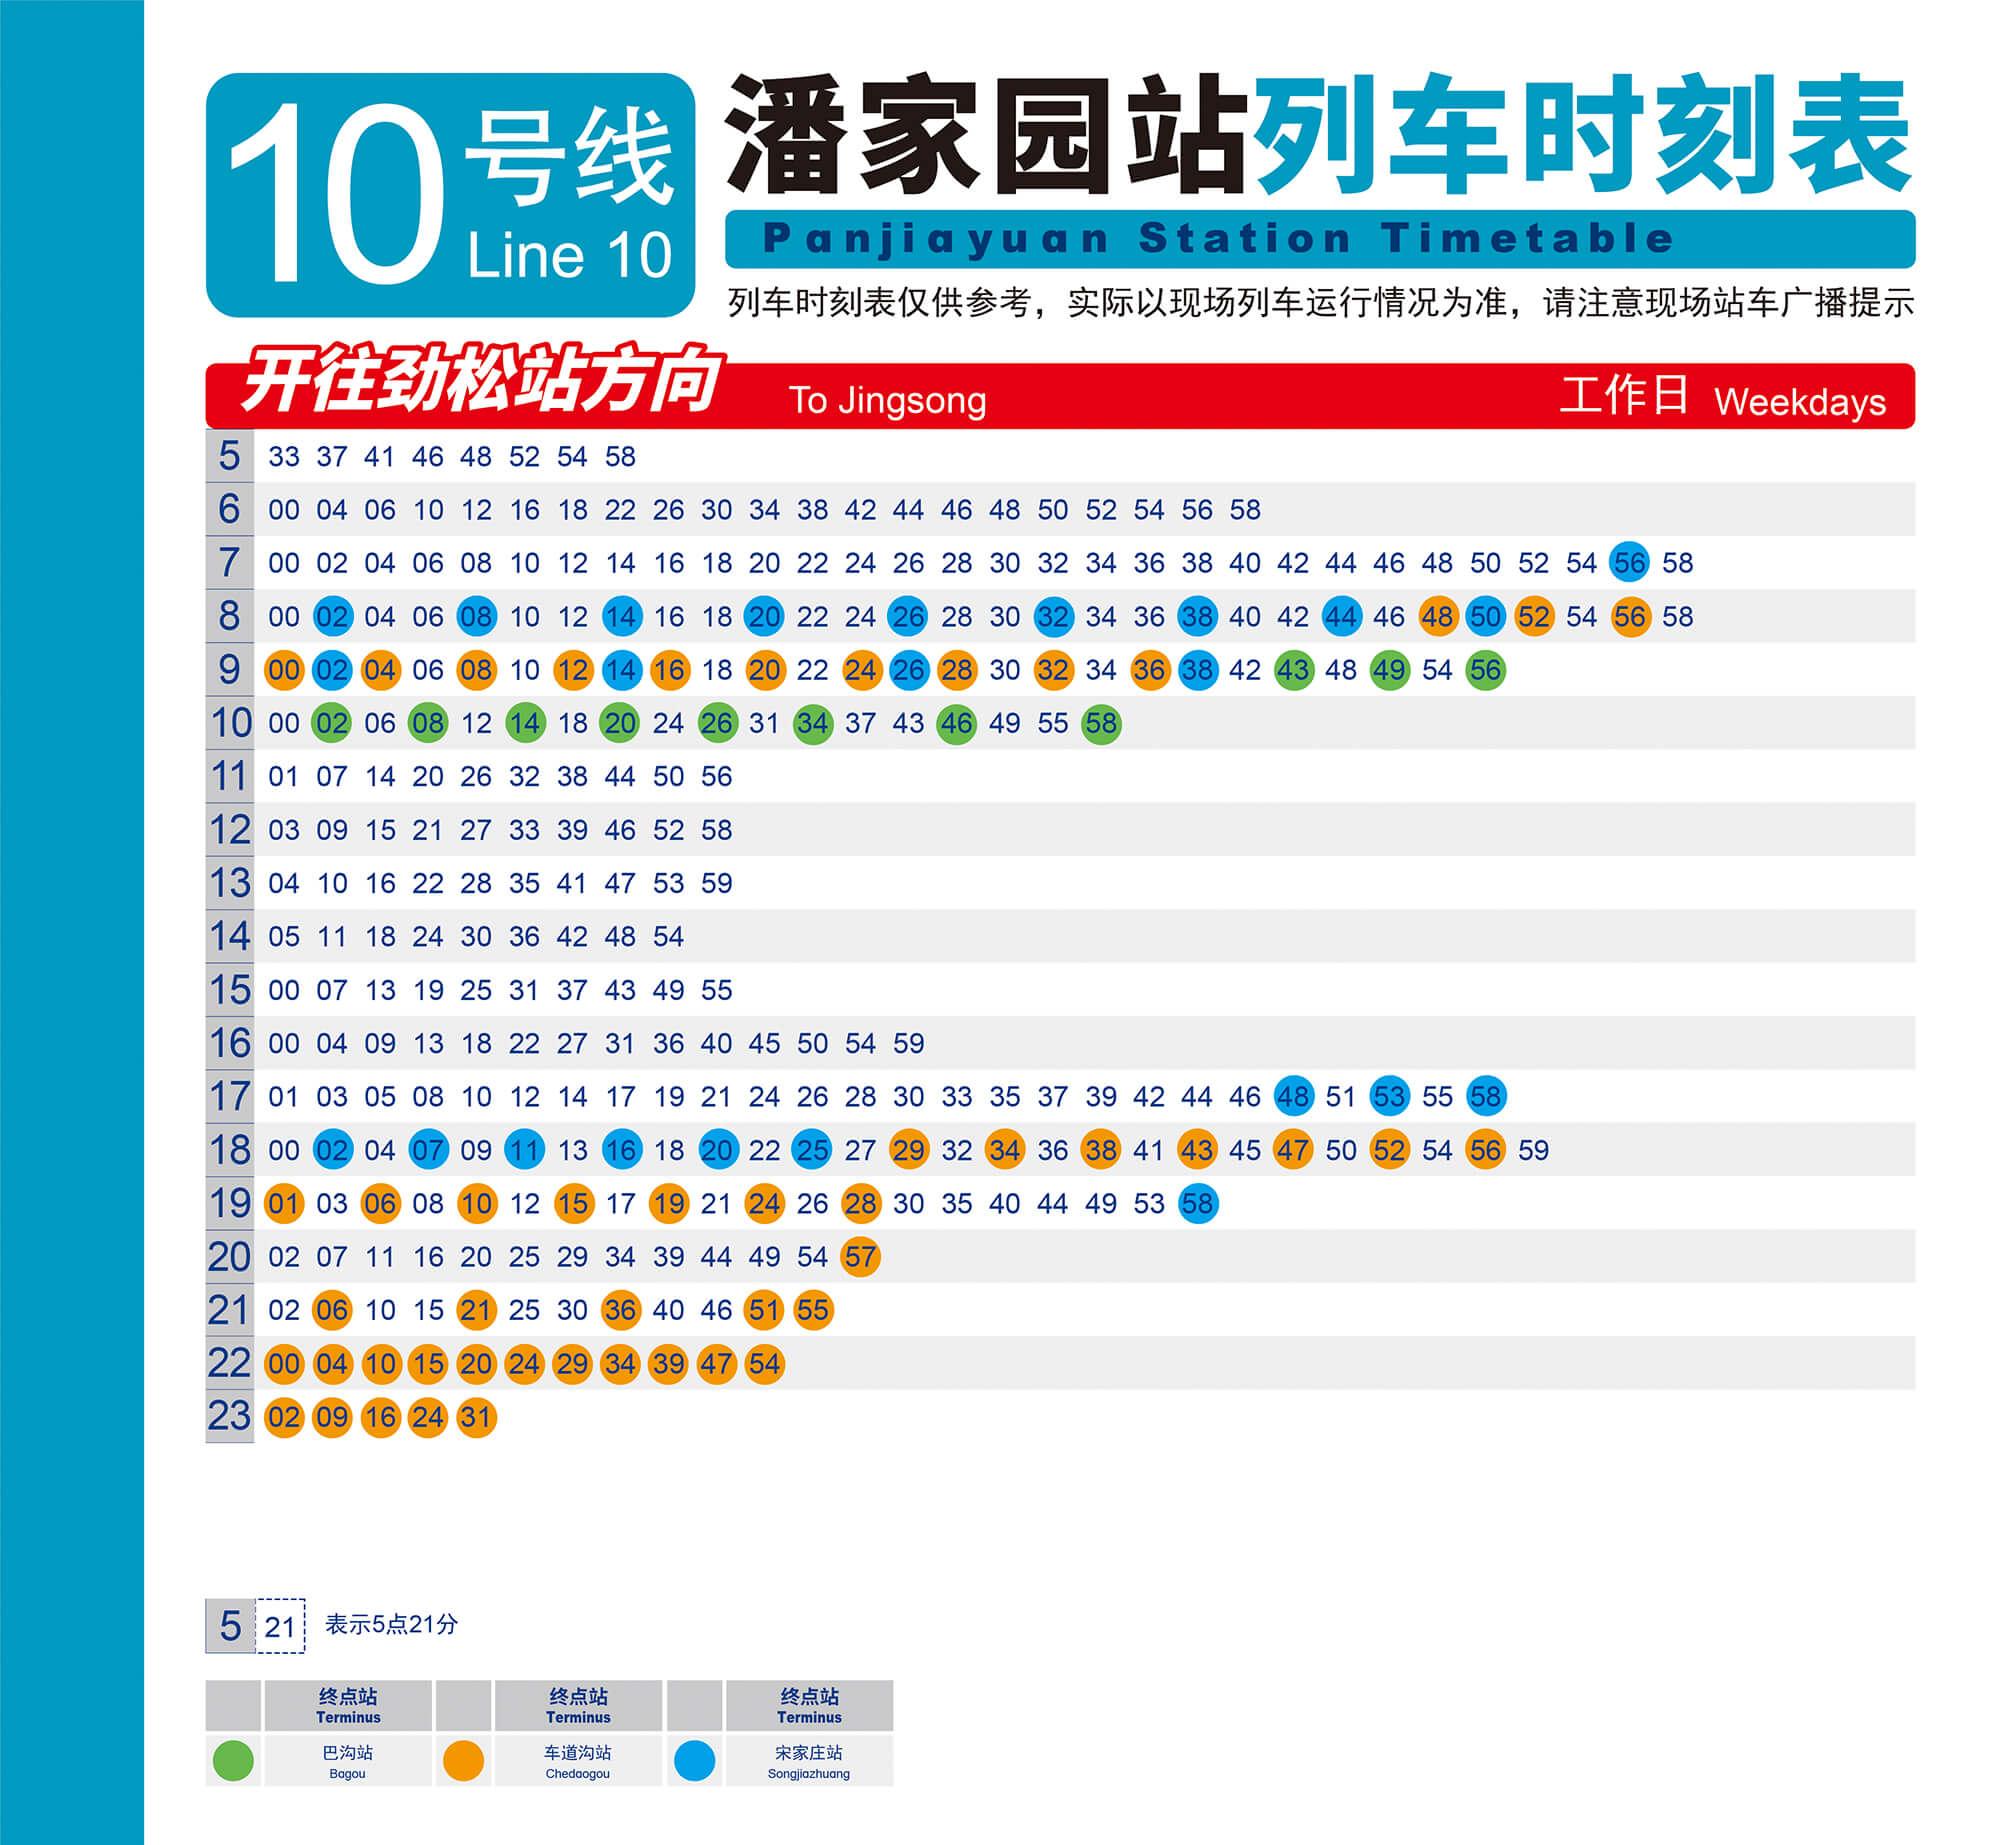 10号线
Line 10
潘家园站列车时刻表
Panjiayuan Station Timetable
列车时刻表仅供参考，实际以现场列车运行情况为准，请注意现场站车广播提示
开往劲松站方向 To Jingsong 工作日 Weekdays
5 33 37 41 46 48 52 54 58
6 00 04 06 10 12 16 18 22 26 30 34 38 42 44 46 48 50 52 54 56 58
7 00 02 04 06 08 10 12 14 16 18 20 22 24 26 28 30 32 34 36 38 40 42 44 46 48 50 52 54 56 58
8 00 02 04 06 08 10 12 14 16 18 20 22 24 26 28 30 32 34 36 38 40 42 44 46 48 50 52 54 56 58
9 00 02 04 06 08 10 12 14 16 18 20 22 24 26 28 30 32 34 36 38 42 43 48 49 54 56
10 00 02 06 08 12 14 18 20 24 26 31 34 37 43 46 49 55 58
11 01 07 14 20 26 32 38 44 50 56
12 03 09 15 21 27 33 39 46 52 58
13 04 10 16 22 28 35 41 47 53 59
14 05 11 18 24 30 36 42 48 54
15 00 07 13 19 25 31 37 43 49 55
16 00 04 09 13 18 22 27 31 36 40 45 50 54 59
17 01 03 05 08 10 12 14 17 19 21 24 26 28 30 33 35 37 39 42 44 46 48 51 53 55 58
18 00 02 04 07 09 11 13 16 18 20 22 25 27 29 32 34 36 38 41 43 45 47 50 52 54 56 59
19 01 03 06 08 10 12 15 17 19 21 24 26 28 30 35 40 44 49 53 58
20 02 07 11 16 20 25 29 34 39 44 49 54 57
21 02 06 10 15 21 25 30 36 40 46 51 55
22 00 04 10 15 20 24 29 34 39 47 54
23 02 09 16 24 31
5 21 表示5点21分
终点站 终点站 终点站
Terminus Terminus Terminus
巴沟站 车道沟站 宋家庄站
Bagou Chedaogou Songjiazhuang